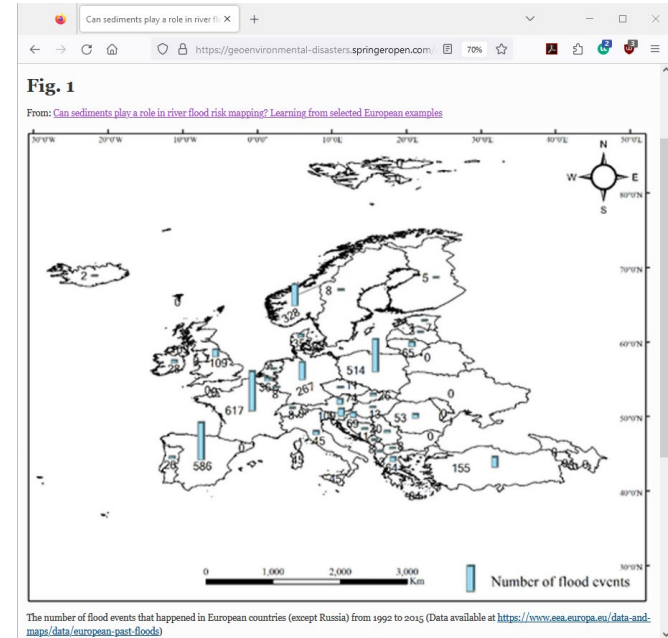 Can sediments play a role in river fl
https://geoenvironmental-disasters.springeropen.com/
70%
2
3
Fig. 1
From: Can sediments play a role in river flood risk mapping? Learning from selected European examples
30°0'W 20°0'W 10°0'W 0°0'0" 10°0'E 20°0'E 30°0'E 40°0'E 50°0'E
N
W E
S
80°0'N
70°0'N
2
5
8
328
60°0'N
109
65 0
28
514
267
617
0
50°0'N
53
0
45
586
155
26
40°0'N
30°0'N
0 1,000 2,000 3,000
Km
Number of flood events
The number of flood events that happened in European countries (except Russia) from 1992 to 2015 (Data available at https://www.eea.europa.eu/data-and-
maps/data/european-past-floods)